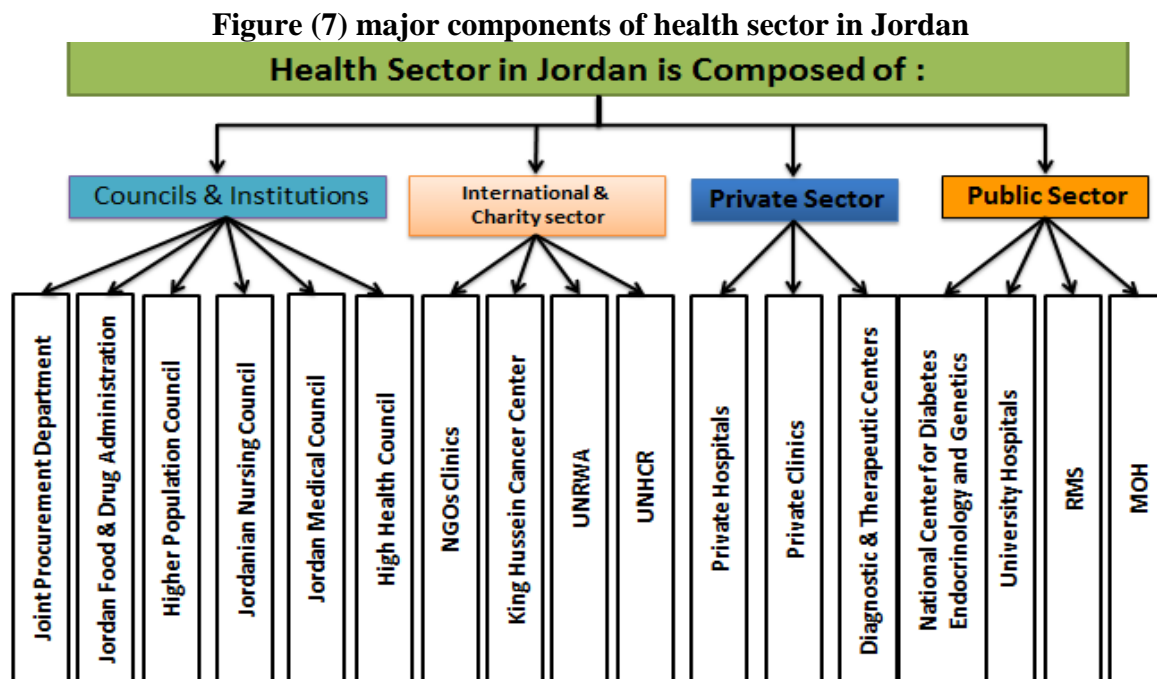 Figure (7) major components of health sector in Jordan
Health Sector in Jordan is Composed of :
Councils & Institutions
International &
Charity sector
Private Sector
Public Sector
Joint Procurement Department
Jordan Food & Drug Administration
Higher Population Council
Jordanian Nursing Council
Jordan Medical Council
High Health Council
NGOs Clinics
King Hussein Cancer Center
UNRWA
UNHCR
Private Hospitals
Private Clinics
Diagnostic & Therapeutic Centers
National Center for Diabetes
Endocrinology and Genetics
University Hospitals
RMS
MOH